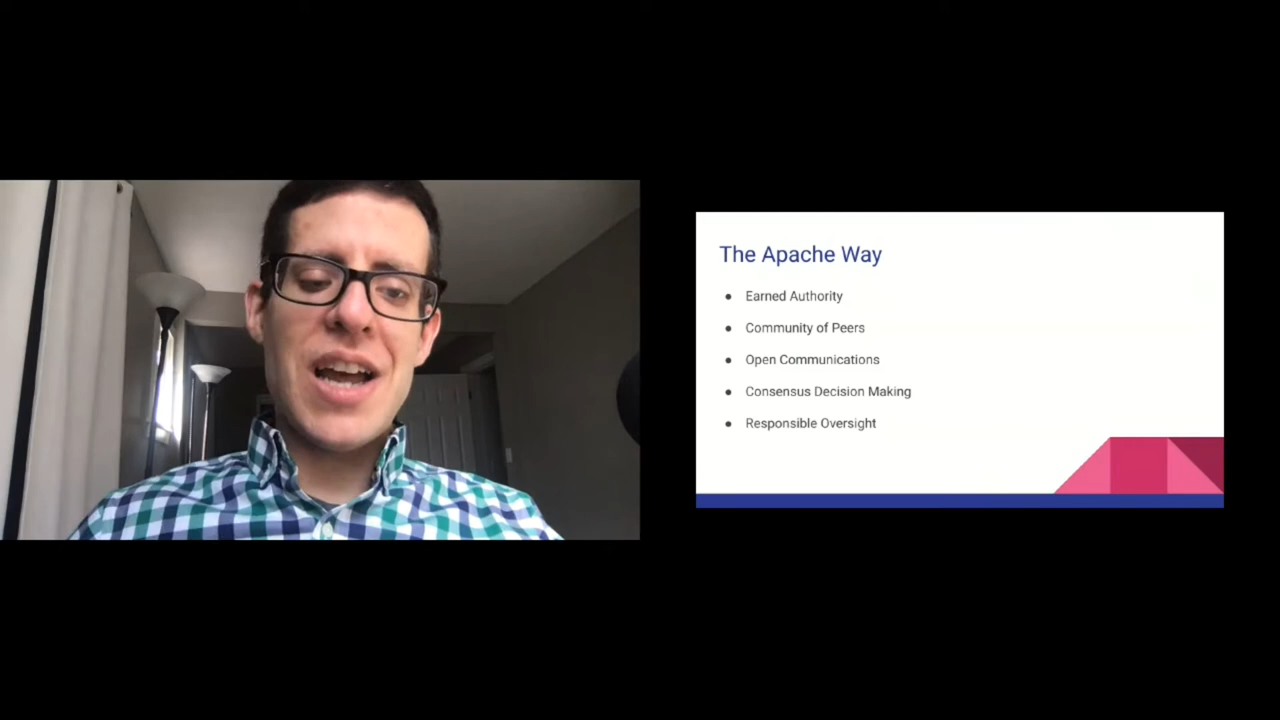 The Apache Way
● Earned Authority
● Community of Peers
● Open Communications
● Consensus Decision Making
● Responsible Oversight